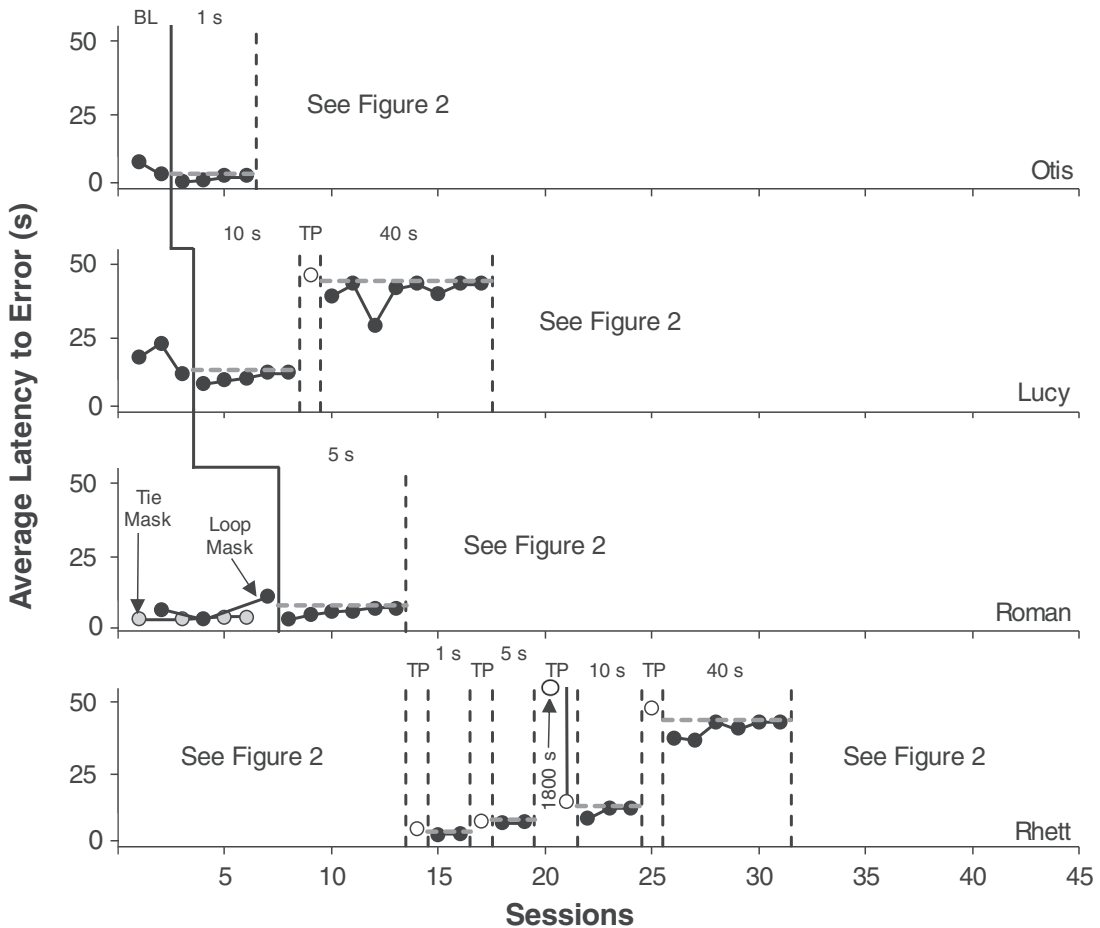 BL 1 s
50
25
0
See Figure 2
Otis
10 s TP 40 s
50
25
0
See Figure 2
Lucy
5 s
50
25
0
Tie
Mask
Loop
Mask
See Figure 2
Roman
1 s 5 s
TP TP TP 10 s TP 40 s
50
25
0
See Figure 2
1800 s
See Figure 2
Rhett
5 10 15 20 25 30 35 40 45
Sessions
Average Latency to Error (s)